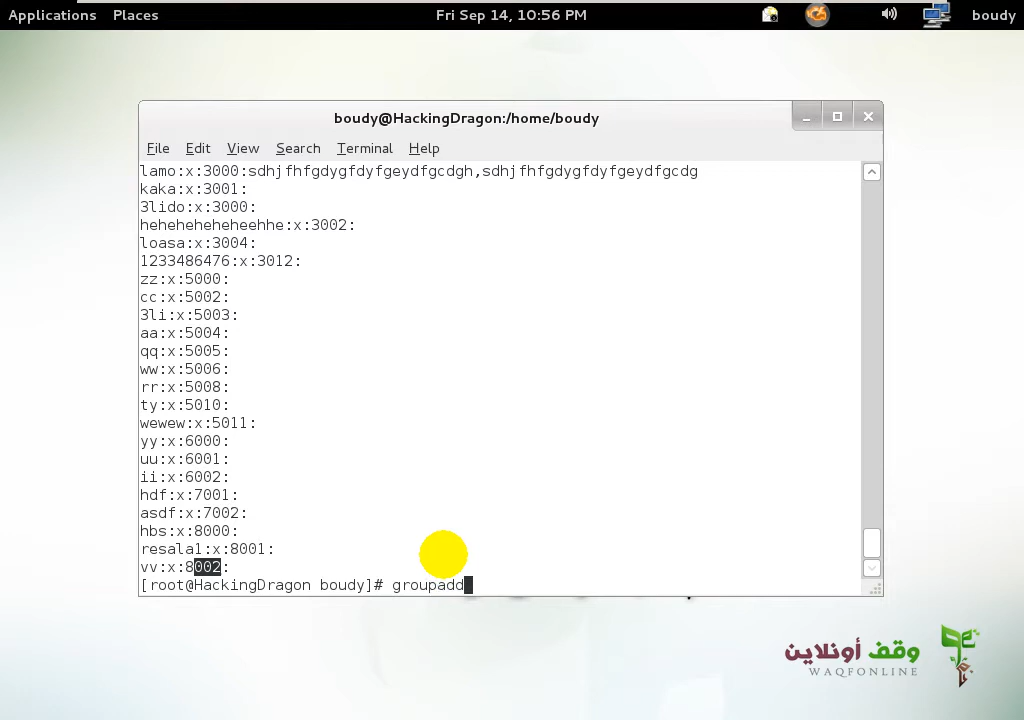 Applications Places Fri Sep 14, 10:56 PM boudy
boudy@HackingDragon:/home/boudy
File Edit View Search Terminal Help
lamo:x:3000:sdhjfhfgdygfdyfgeydfgcdgh,sdhjfhfgdygfdyfgeydfgcdg
kaka:x:3001:
3lido:x:3000:
heheheheheheehhe:x:3002:
loasa:x:3004:
1233486476:x:3012:
zz:x:5000:
cc:x:5002:
3li:x:5003:
aa:x:5004:
qq:x:5005:
ww:x:5006:
rr:x:5008:
ty:x:5010:
wewew:x:5011:
yy:x:6000:
uu:x:6001:
ii:x:6002:
hdf:x:7001:
asdf:x:7002:
hbs:x:8000:
resala1:x:8001:
vv:x:8002:
[root@HackingDragon boudy]# groupadd
وقف أونلاين
WAQFONLINE